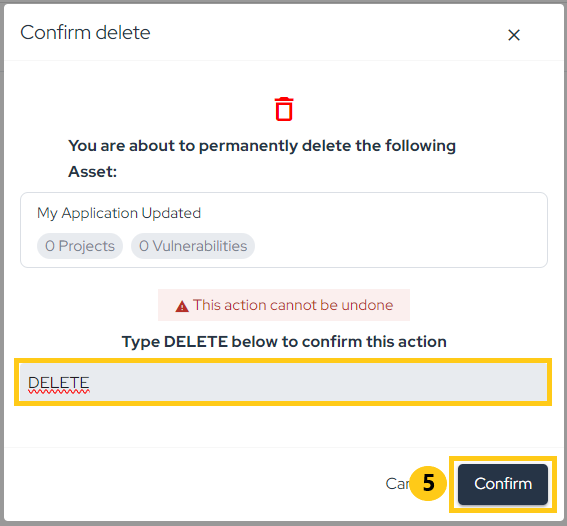 Confirm delete
You are about to permanently delete the following
Asset:
My Application Updated
0 Projects 0 Vulnerabilities
This action cannot be undone
Type DELETE below to confirm this action
DELETE
5 Confirm